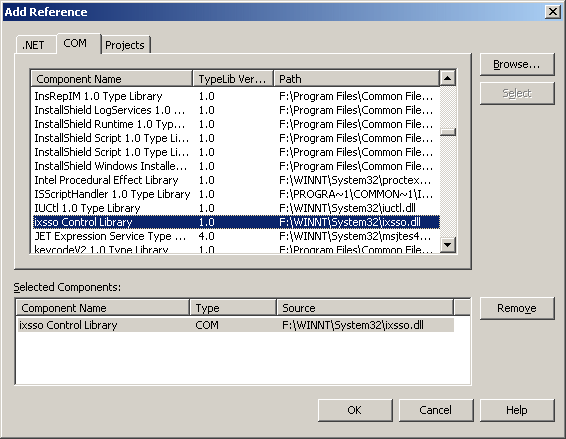 Add Reference
.NET COM Projects
Component Name TypeLib Ver... Path
InsRepIM 1.0 Type Library 1.0 F:\Program Files\Common File...
InstallShield LogServices 1.0 ... 1.0 F:\Program Files\Common File...
InstallShield Runtime 1.0 Typ... 1.0 F:\Program Files\Common File...
InstallShield Script 1.0 Type Li... 1.0 F:\Program Files\Common File...
InstallShield Script 1.0 Type Li... 1.0 F:\Program Files\Common File...
InstallShield Windows Installe... 1.0 F:\Program Files\Common File...
Intel Procedural Effect Library 1.0 F:\WINNT\System32\proctex...
ISScriptHandler 1.0 Type Library 1.0 F:\PROGRA~1\COMMON~1\I...
IUCtl 1.0 Type Library 1.0 F:\WINNT\System32\iuctl.dll
ixsso Control Library 1.0 F:\WINNT\System32\ixsso.dll
JET Expression Service Type ... 4.0 F:\WINNT\System32\msjtes4...
keycodeV2 1.0 Type Library 1.0 F:\Program Files\Common File...
Browse...
Select
Selected Components:
Component Name Type Source
ixsso Control Library COM F:\WINNT\System32\ixsso.dll
Remove
OK Cancel Help